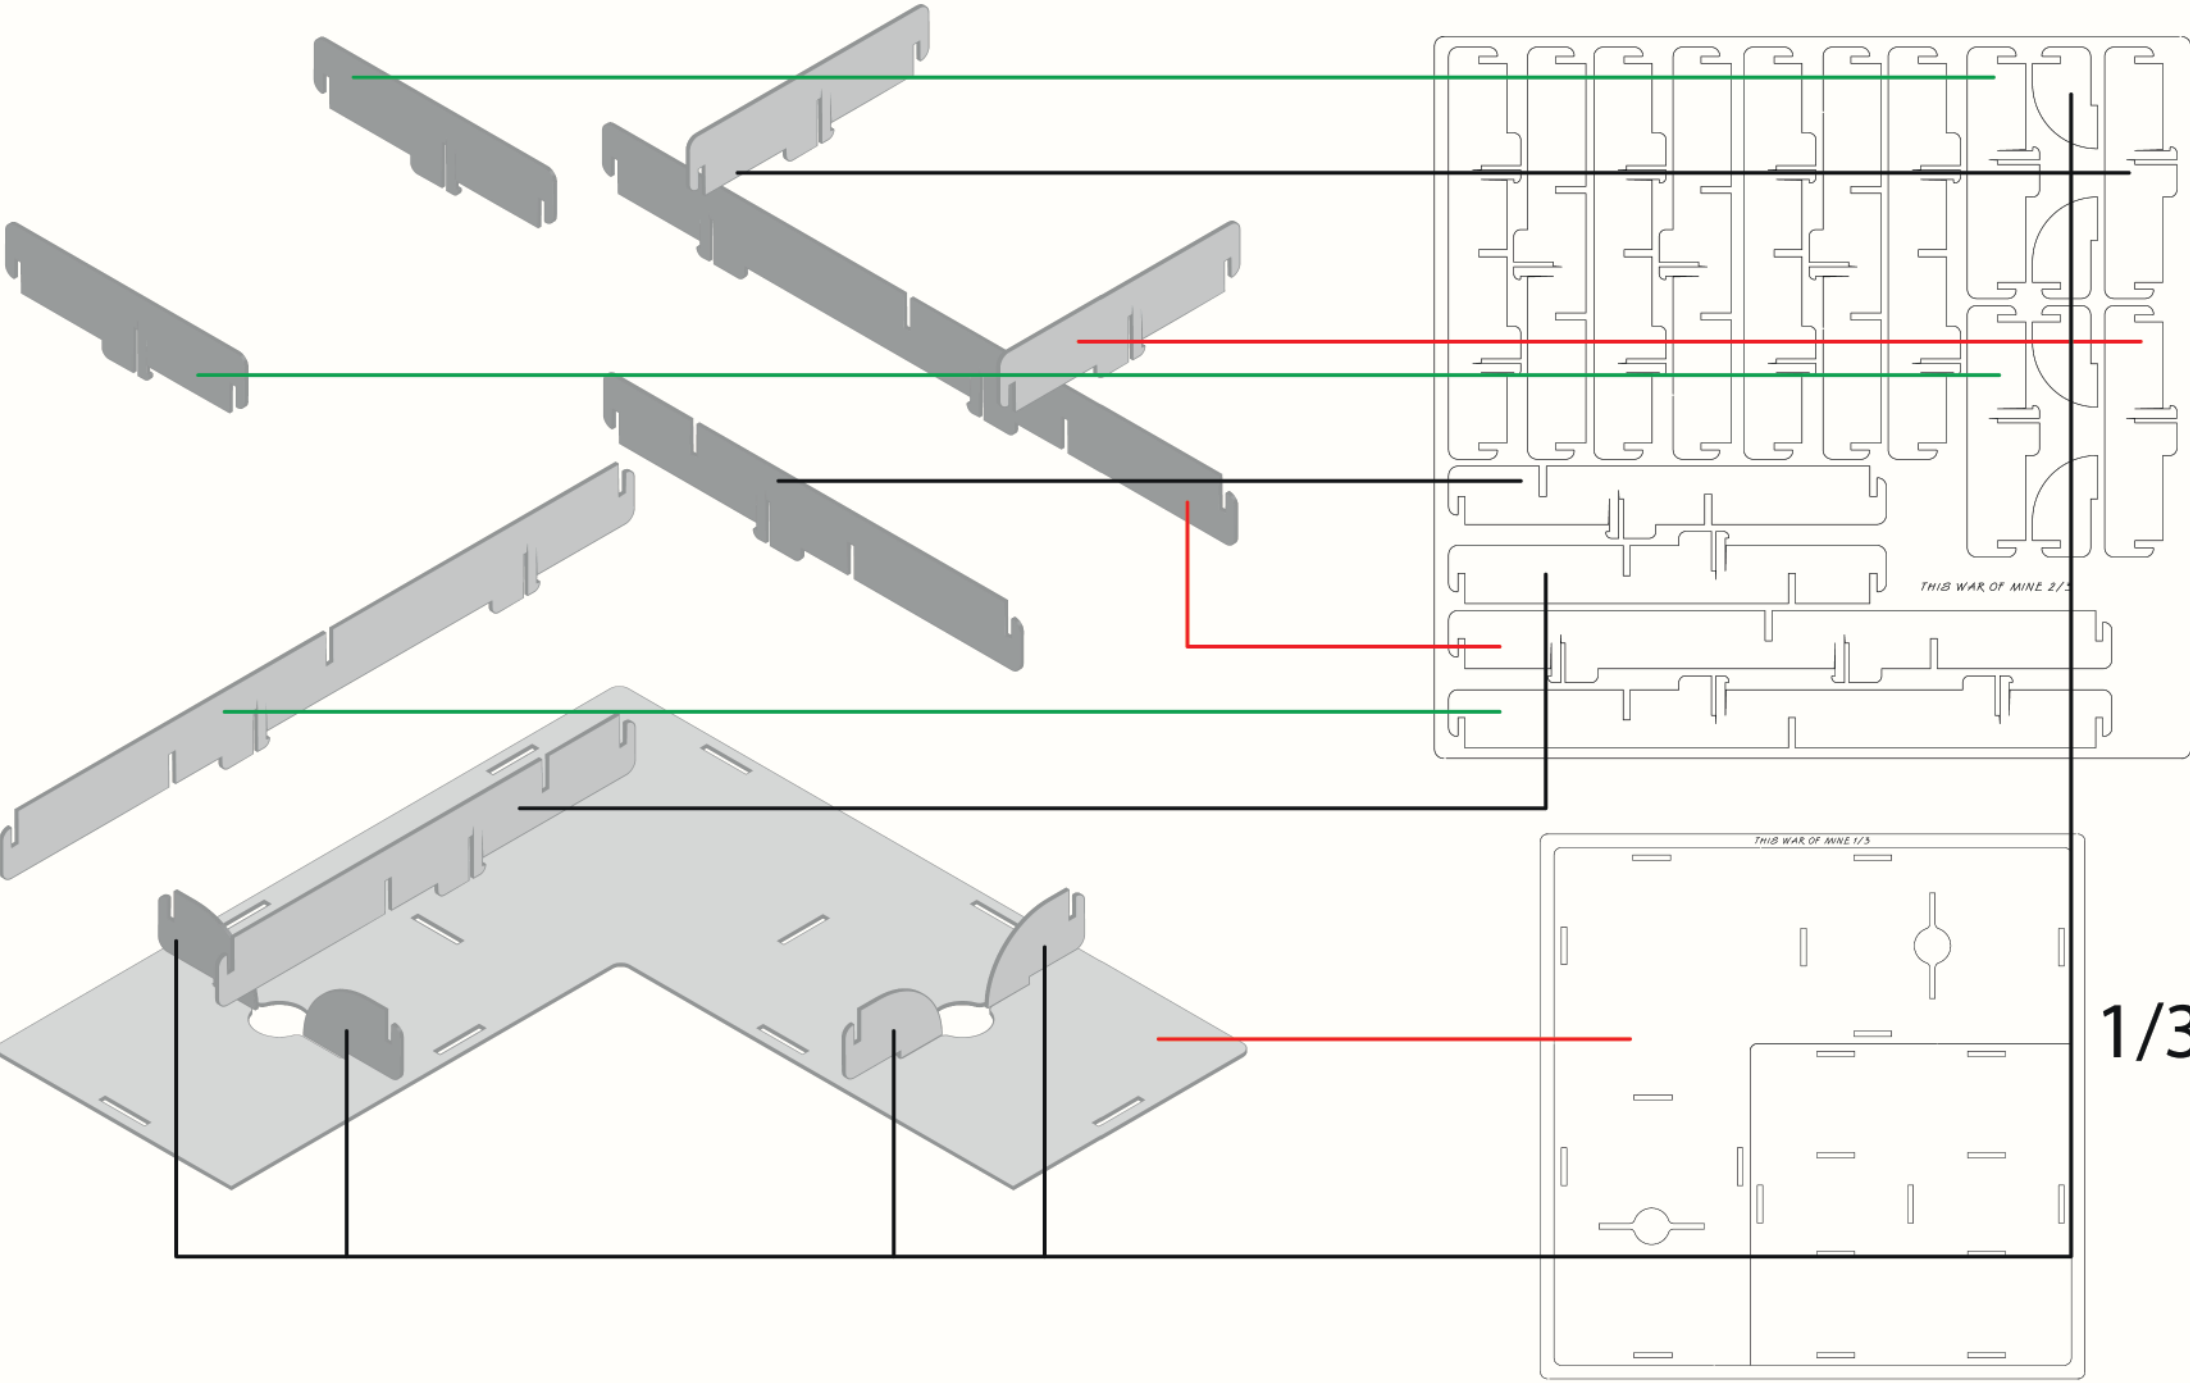 THIS WAR OF MINE 2/3
THIS WAR OF MINE 1/3
1/3